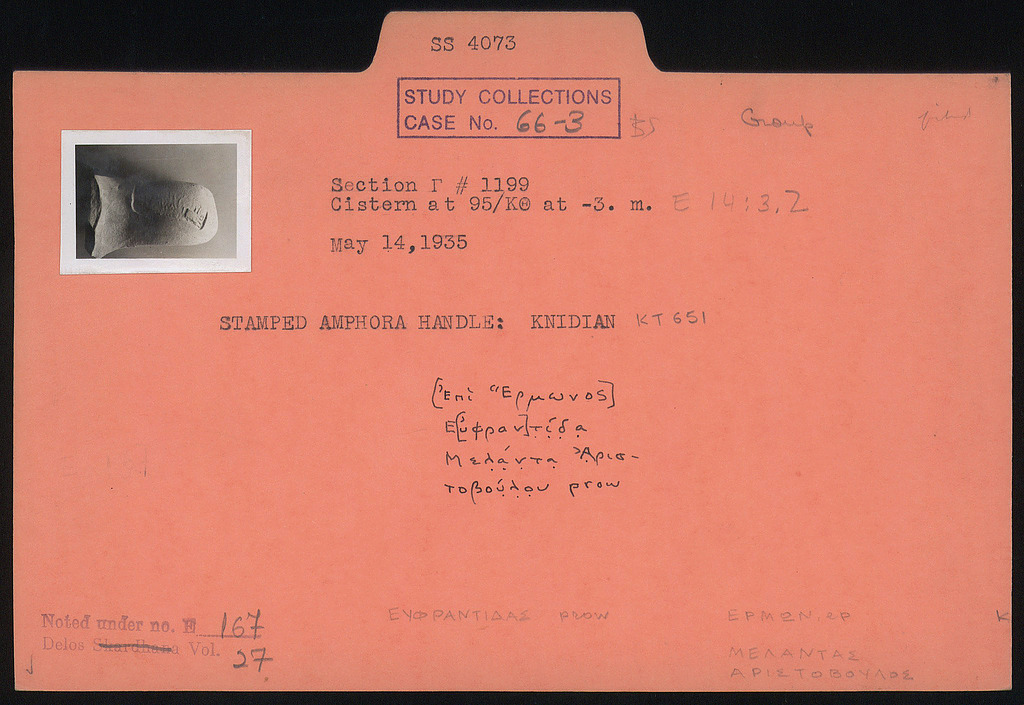 SS 4073
STUDY COLLECTIONS
CASE No. 66-3
Group
Section Γ # 1199
Cistern at 95/ΚΘ at -3. m. E 14:3.2
May 14,1935
STAMPED AMPHORA HANDLE: KNIDIAN KT 651
[Ἐπὶ Ἕρμωνος]
Ε[ὐφραν]τίδα
Μελάντα Ἀρισ-
τοβούλου prow
Noted under no. E 167
Delos Skardhana Vol. 27
ΕΥΦΡΑΝΤΙΔΑΣ prow
ΕΡΜΩΝ, ep
ΜΕΛΑΝΤΑΣ
ΑΡΙΣΤΟΒΟΥΛΟΣ
K